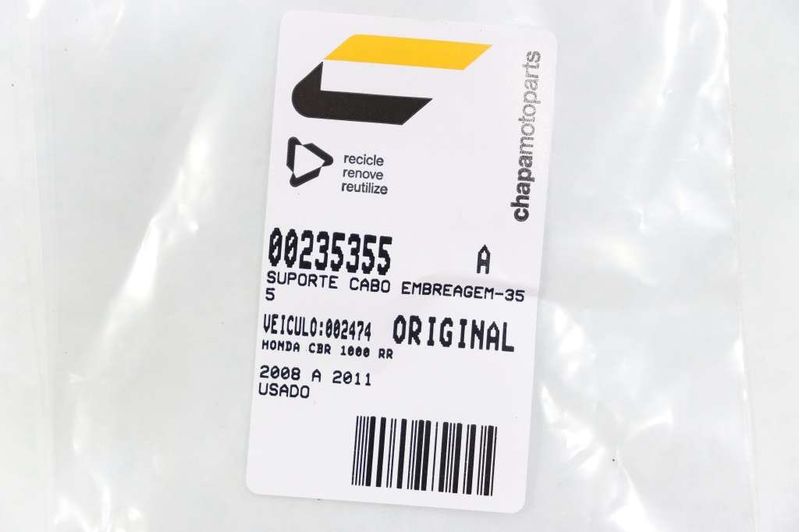 chapamotoparts
recicle
renove
reutilize
00235355 A
SUPORTE CABO EMBREAGEM-35
5
VEICULO:002474 ORIGINAL
HONDA CBR 1000 RR
2008 A 2011
USADO